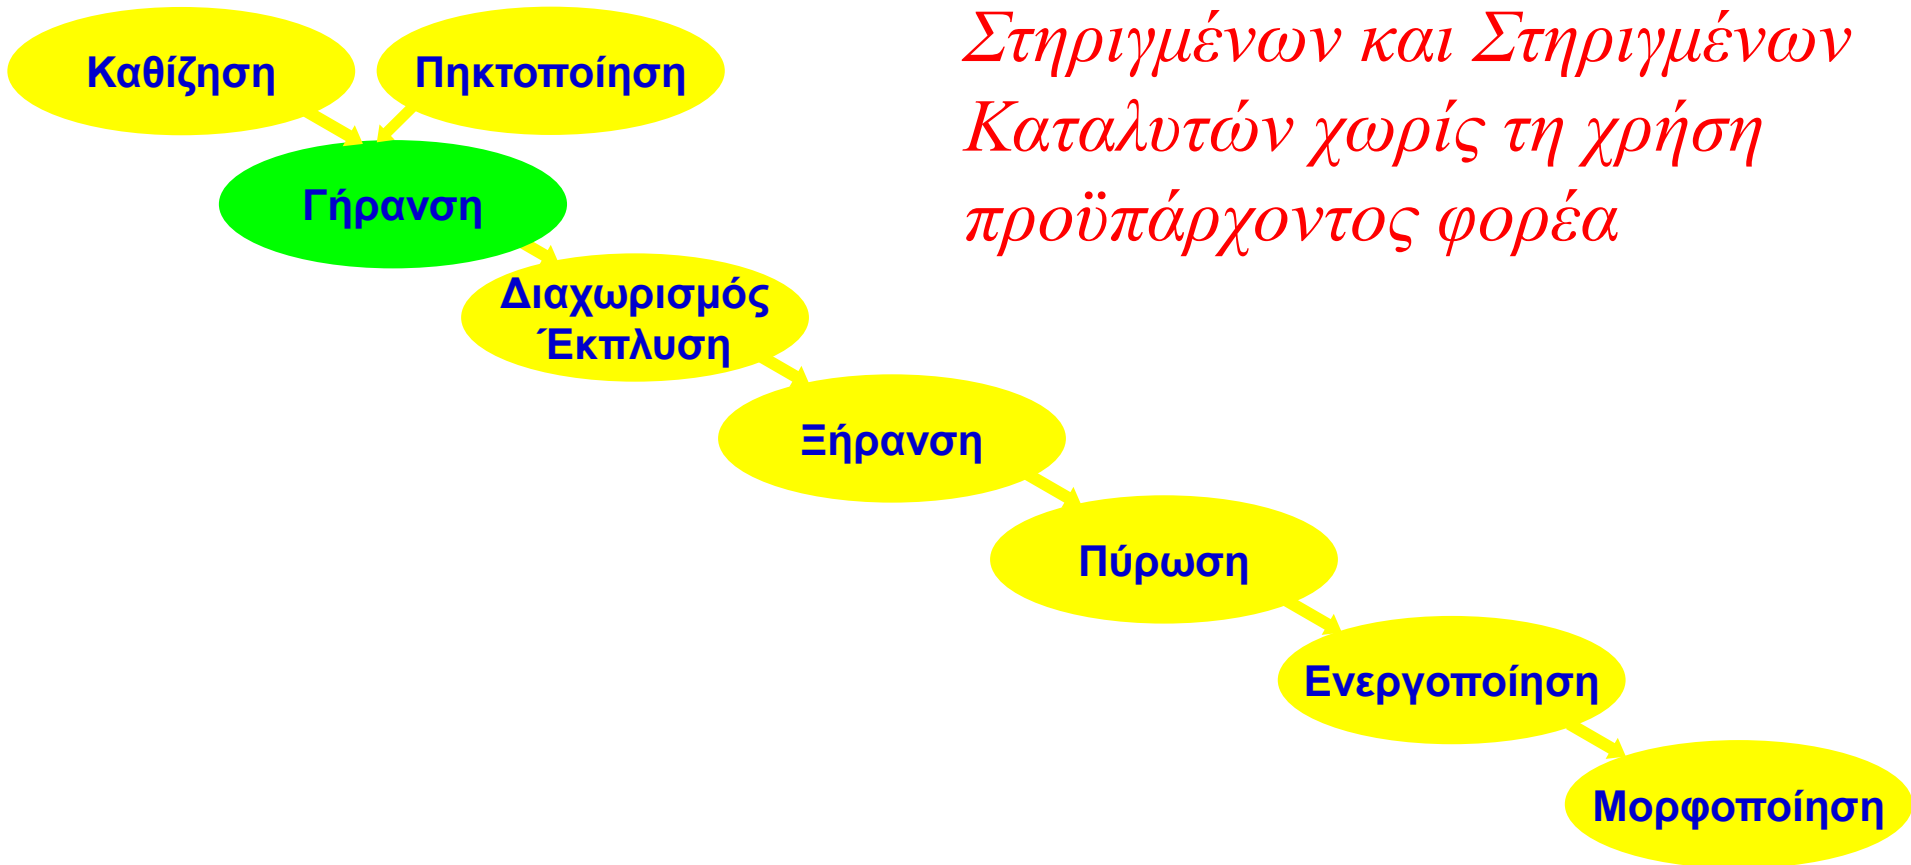 Στηριγμένων και Στηριγμένων
Καταλυτών χωρίς τη χρήση
προϋπάρχοντος φορέα
Καθίζηση
Πηκτοποίηση
Γήρανση
Διαχωρισμός
Έκπλυση
Ξήρανση
Πύρωση
Ενεργοποίηση
Μορφοποίηση